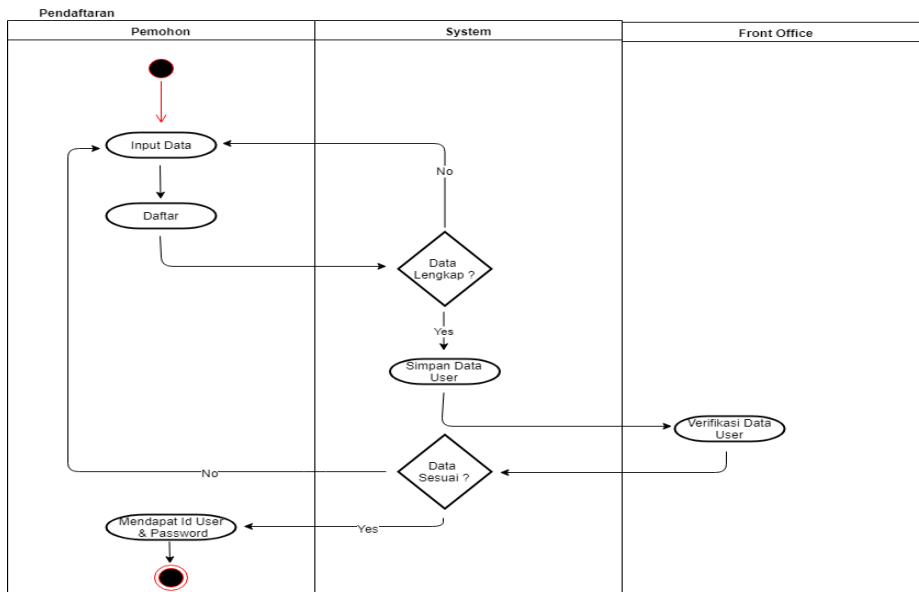 Pendaftaran
Pemohon
System
Front Office
Input Data
No
Daftar
Data
Lengkap ?
Yes
Simpan Data
User
Verifikasi Data
User
Data
Sesuai ?
No
Mendapat Id User
& Password
Yes